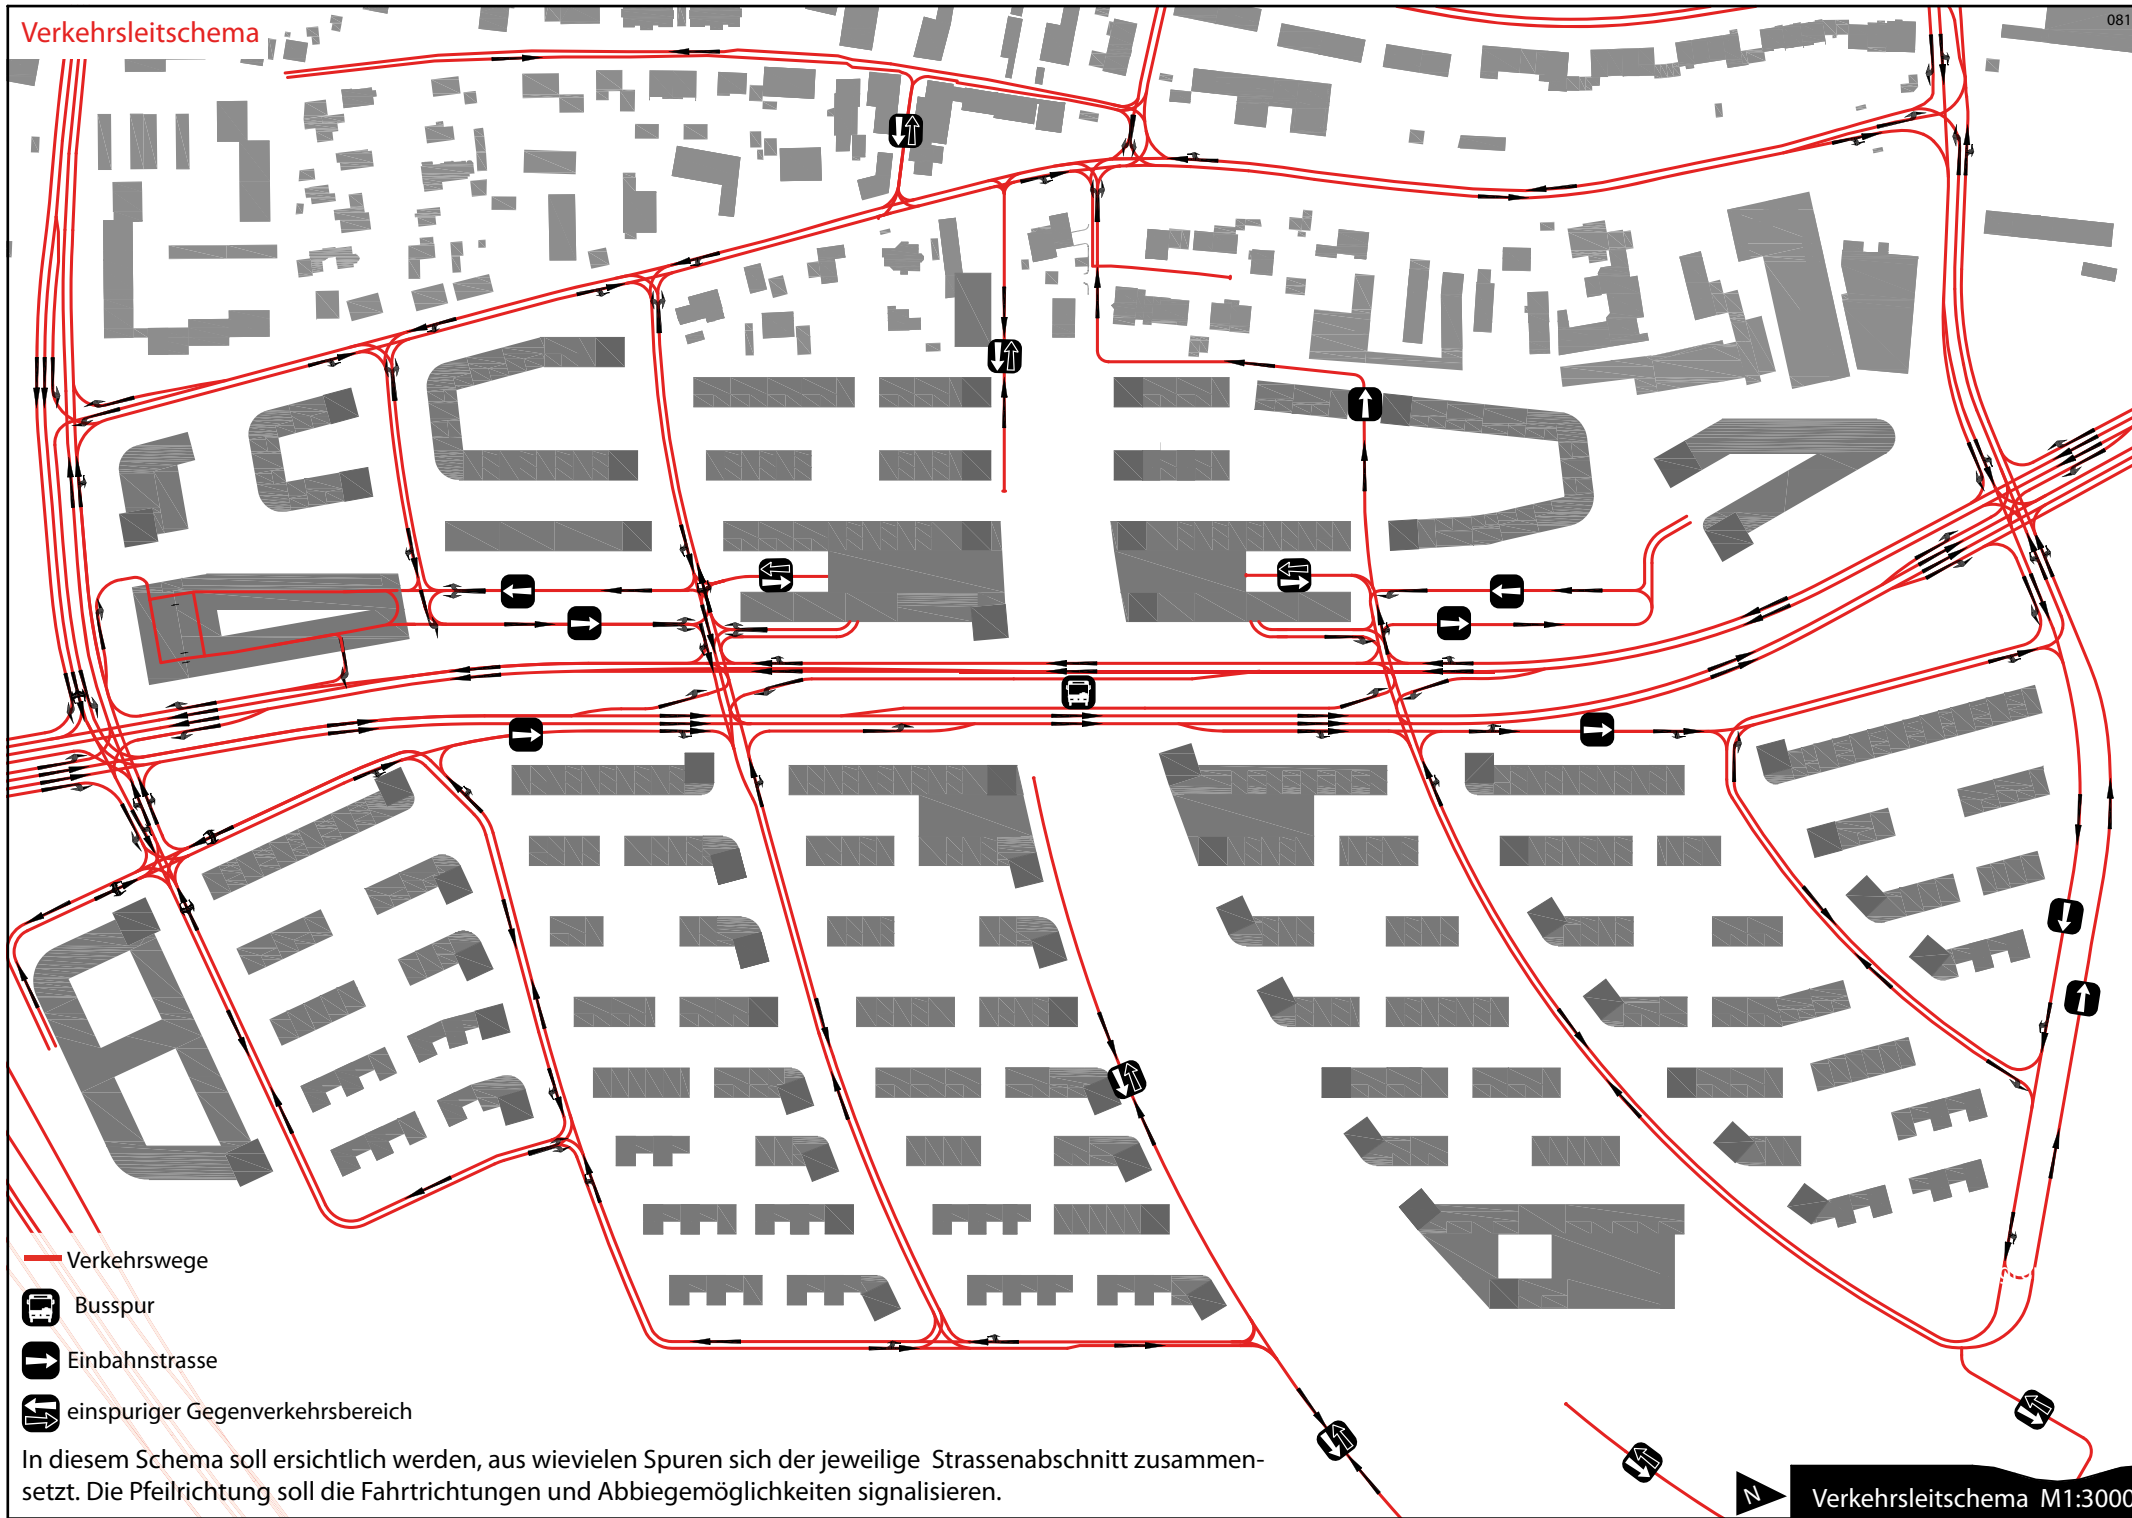 Verkehrsleitschema
081
Verkehrswege
Busspur
Einbahnstrasse
einspuriger Gegenverkehrsbereich
In diesem Schema soll ersichtlich werden, aus wievielen Spuren sich der jeweilige Strassenabschnitt zusammen-
setzt. Die Pfeilrichtung soll die Fahrtrichtungen und Abbiegemöglichkeiten signalisieren.
N
Verkehrsleitschema M1:3000